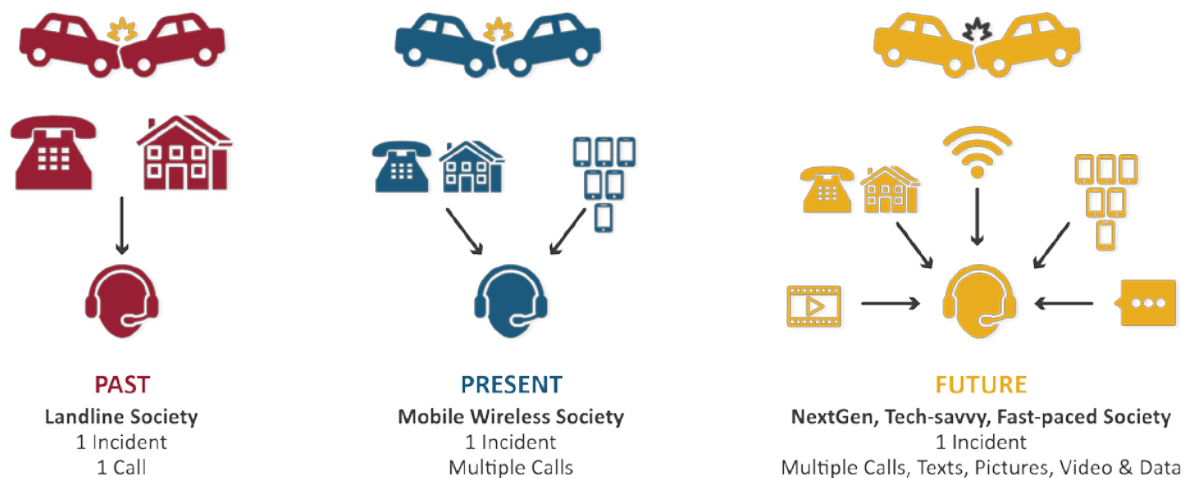 PAST
Landline Society
1 Incident
1 Call
PRESENT
Mobile Wireless Society
1 Incident
Multiple Calls
FUTURE
NextGen, Tech-savvy, Fast-paced Society
1 Incident
Multiple Calls, Texts, Pictures, Video & Data